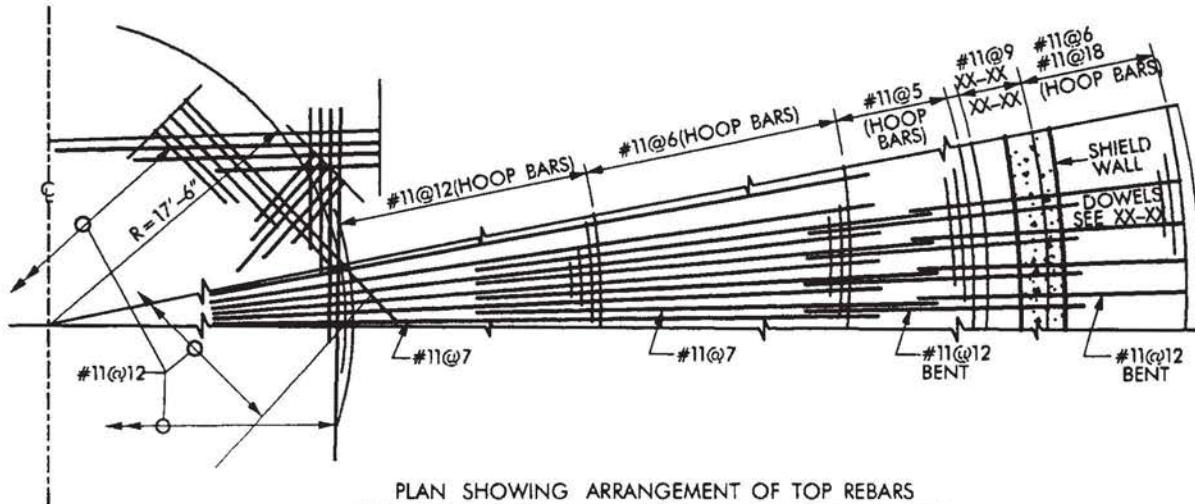 #11@6
#11@18
(HOOP BARS)
#11@9
XX-XX
XX-XX
#11@5
(HOOP
BARS)
#11@6(HOOP BARS)
#11@12(HOOP BARS)
SHIELD
WALL
DOWELS
SEE XX-XX
R = 17'-6"
CL
#11@12
#11@7
#11@7
#11@12
BENT
#11@12
BENT
PLAN SHOWING ARRANGEMENT OF TOP REBARS